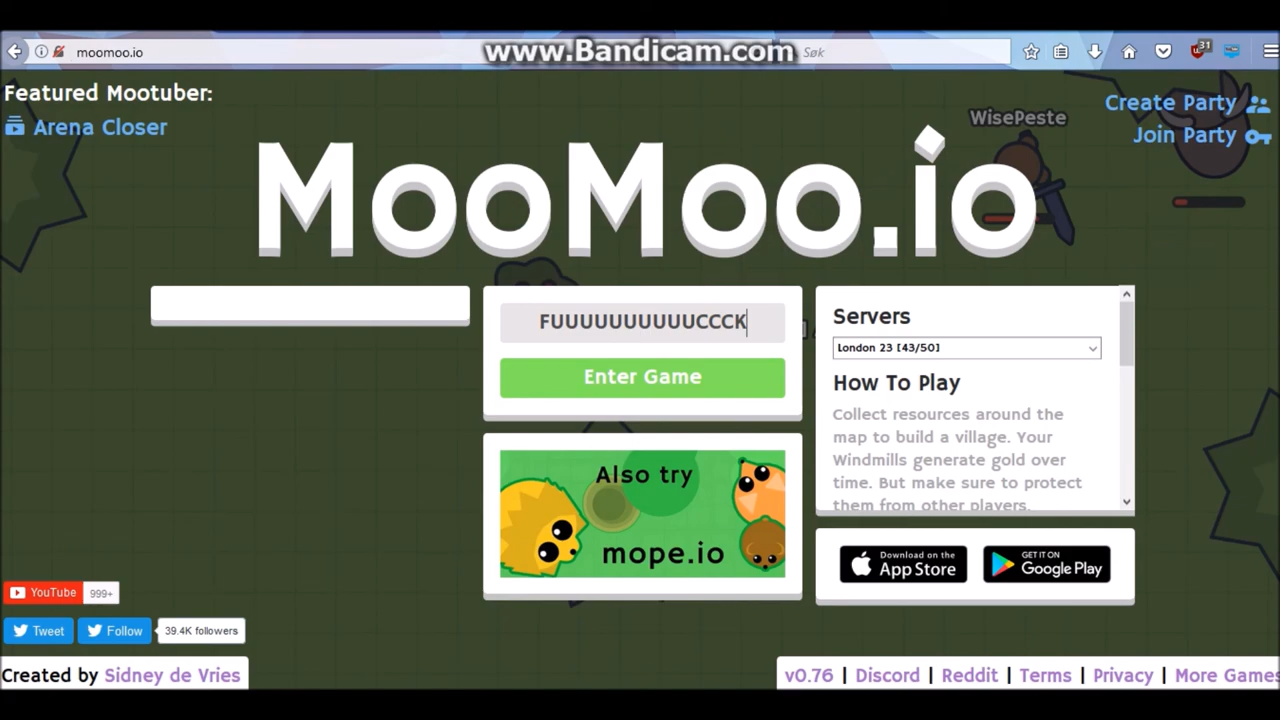 www.Bandicam.com
moomoo.io
Søk
31
Featured Mootuber:
Arena Closer
WisePeste
Create Party
Join Party
MooMoo.io
FUUUUUUUUUUCCCK
Enter Game
Servers
London 23 [43/50]
How To Play
Collect resources around the
map to build a village. Your
Windmills generate gold over
time. But make sure to protect
them from other players.
Also try
mope.io
Download on the
App Store
GET IT ON
Google Play
YouTube 999+
Tweet Follow 39.4K followers
Created by Sidney de Vries
v0.76 | Discord | Reddit | Terms | Privacy | More Games